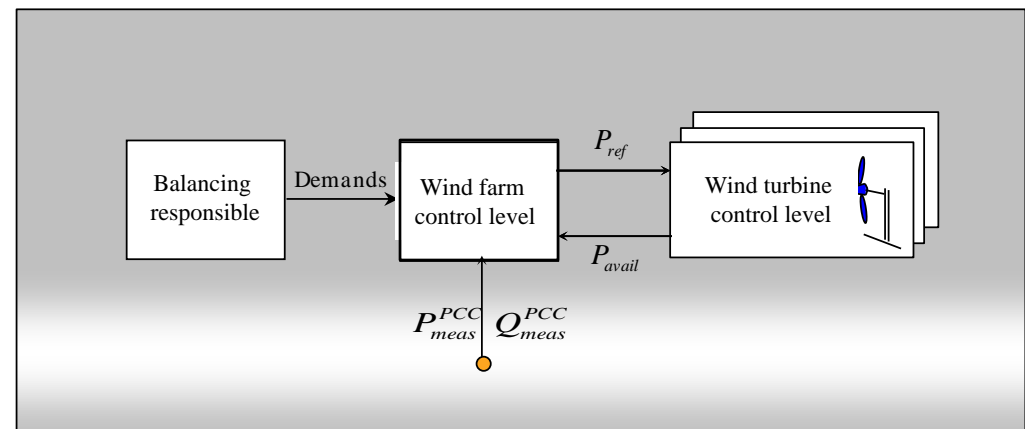 Balancing
responsible
Demands
Wind farm
control level
P_ref
P_avail
Wind turbine
control level
P_meas^PCC Q_meas^PCC